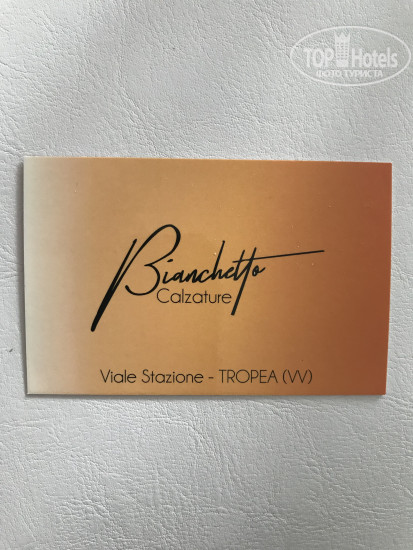 TOP Hotels
ФОТО ТУРИСТА
Bianchetto
Calzature
Viale Stazione - TROPEA (VV)